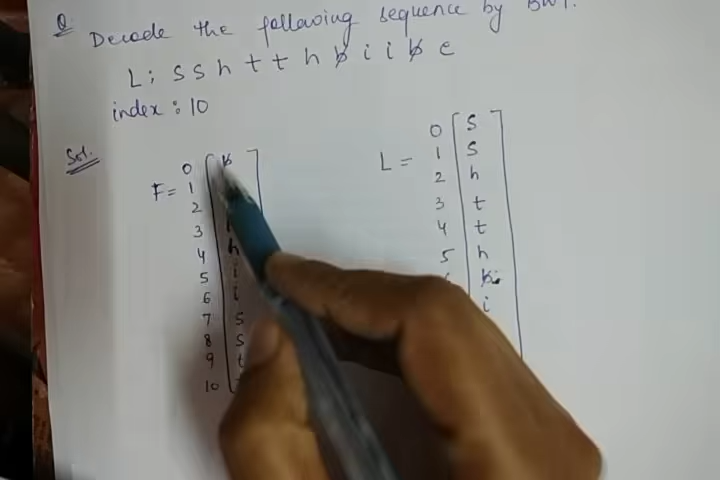 Q. Decode the following sequence by BWT.
L: s s h t t h ƀ i i ƀ e
index : 10
Sol.
F = L =
0 ƀ
1
2
3
4 h
5 i
6 i
7 s
8 s
9 t
10
0 s
1 s
2 h
3 t
4 t
5 h
ƀ
i